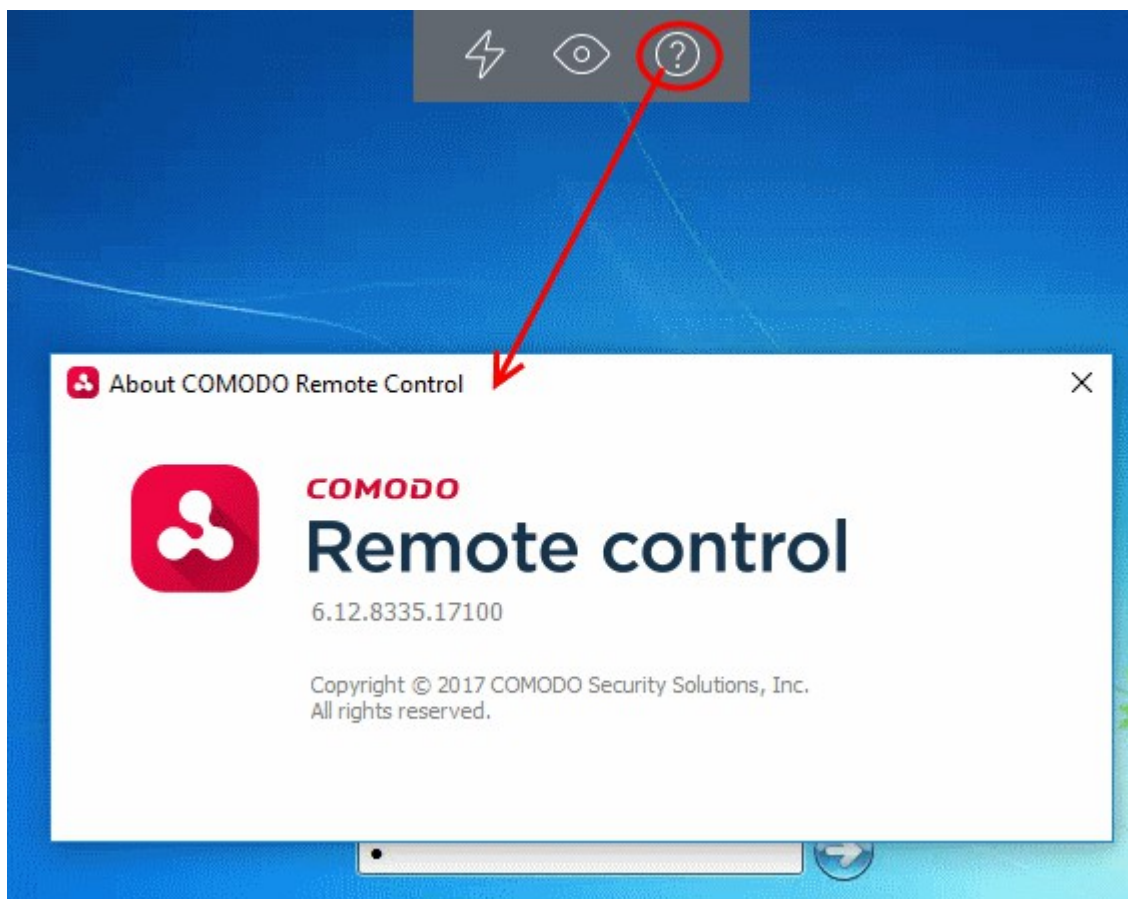 ?
About COMODO Remote Control
COMODO
Remote control
6.12.8335.17100
Copyright © 2017 COMODO Security Solutions, Inc.
All rights reserved.